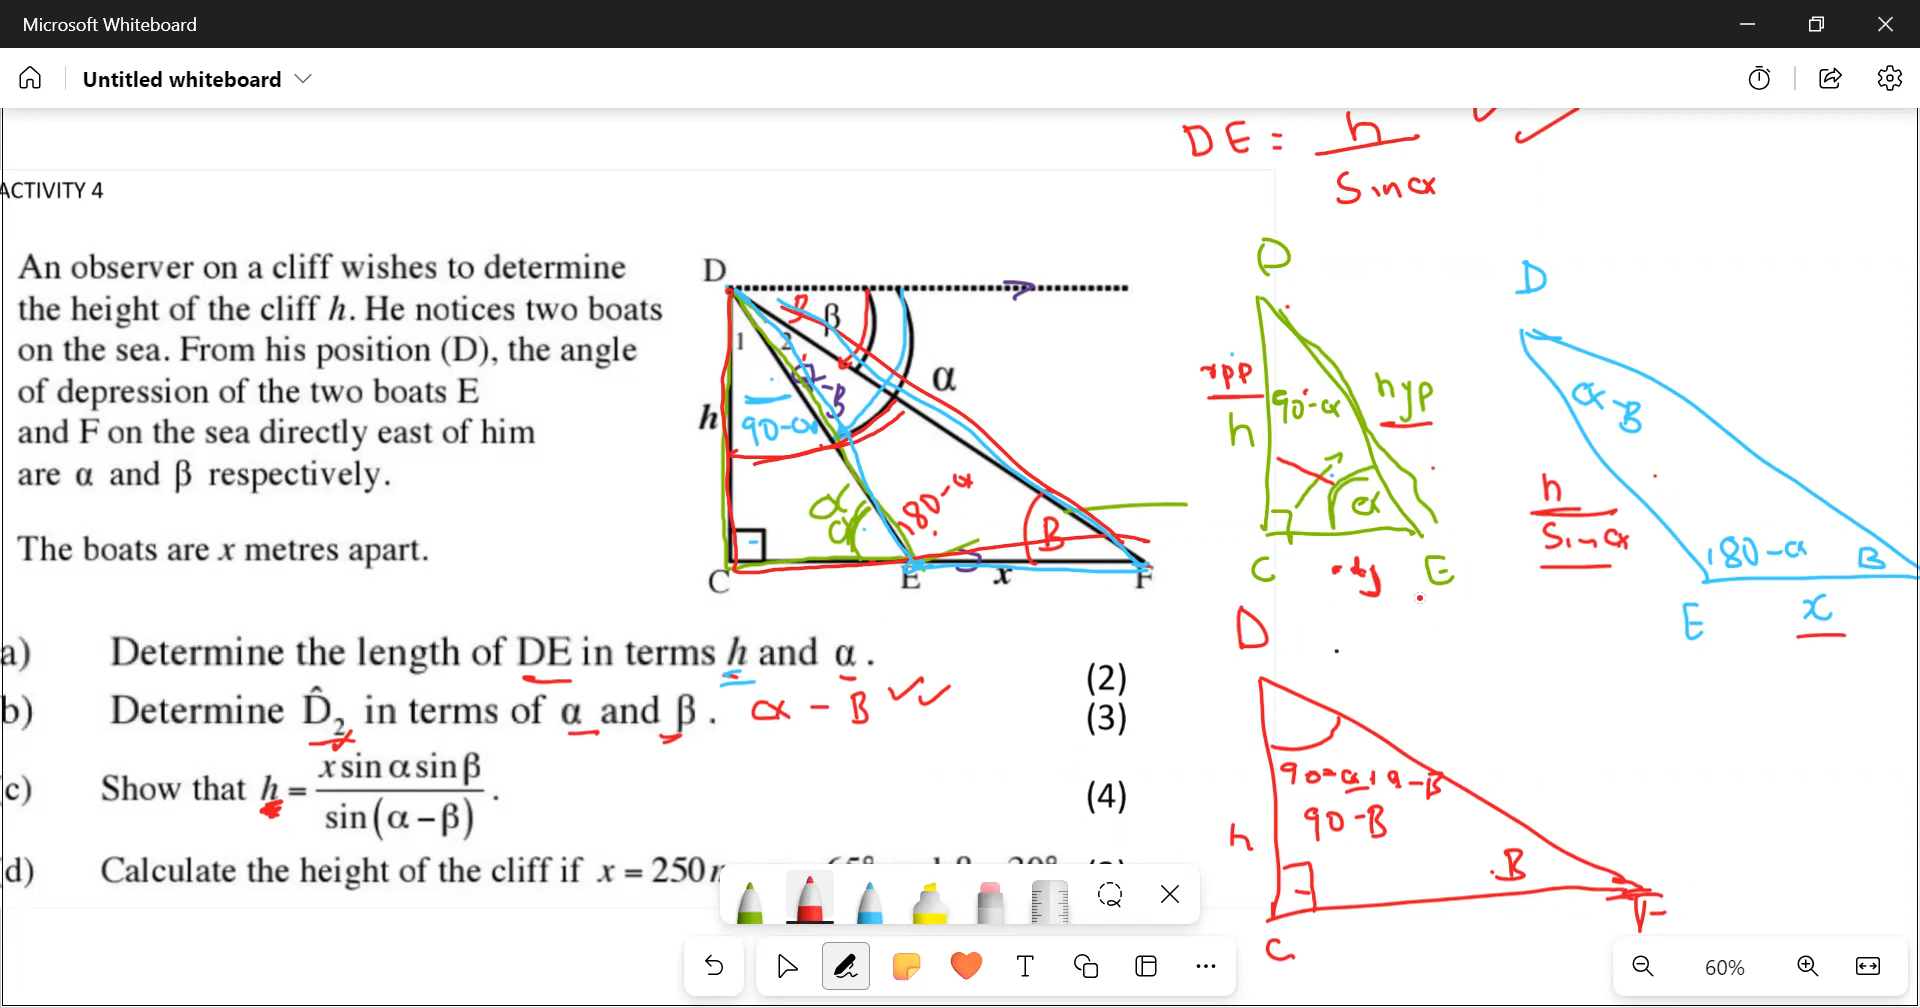 Microsoft Whiteboard
Untitled whiteboard
DE = h
Sin α
ACTIVITY 4
An observer on a cliff wishes to determine
the height of the cliff h. He notices two boats
on the sea. From his position (D), the angle
of depression of the two boats E
and F on the sea directly east of him
are α and β respectively.
The boats are x metres apart.
D
B
β
1
2
α
α-B
h
90-α
α
α
180-α
B
C
E
x
F
D
hyp
90-α
h
α
C
E
D
α-B
h
Sin α
180-α
B
E
x
a) Determine the length of DE in terms h and α. (2)
b) Determine D̂₂ in terms of α and β. α - B (3)
c) Show that h = x sin α sin β / sin(α – β). (4)
d) Calculate the height of the cliff if x = 250
D
90-α+α-B
90-B
h
B
C
F
60%